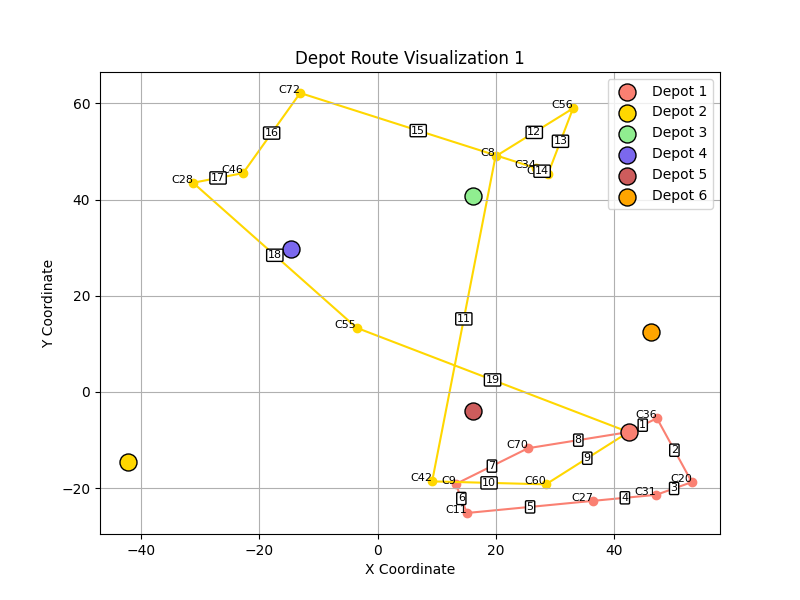 Depot Route Visualization 1
Depot 1
Depot 2
Depot 3
Depot 4
Depot 5
Depot 6
Y Coordinate
60
40
20
0
−20
−40
−20
0
20
40
X Coordinate
C72
C56
C8
C34
C46
C28
C55
C36
C70
C42
C9
C60
C20
C31
C27
C11
1
2
3
4
5
6
7
8
9
10
11
12
13
14
15
16
17
18
19